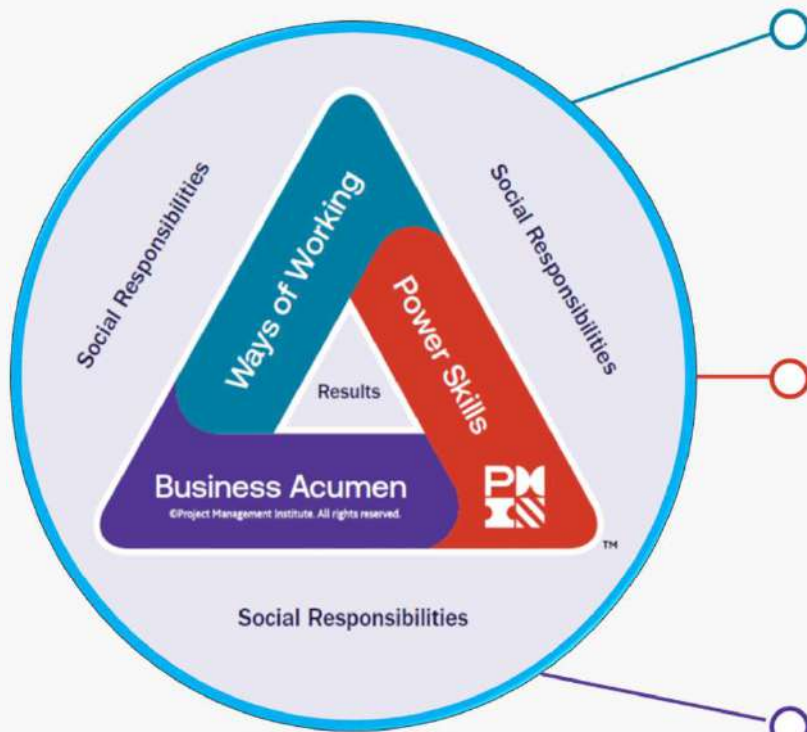 Social Responsibilities
Ways of Working
Social Responsibilities
Power Skills
Results
Business Acumen
©Project Management Institute. All rights reserved.
PM
TM
Social Responsibilities